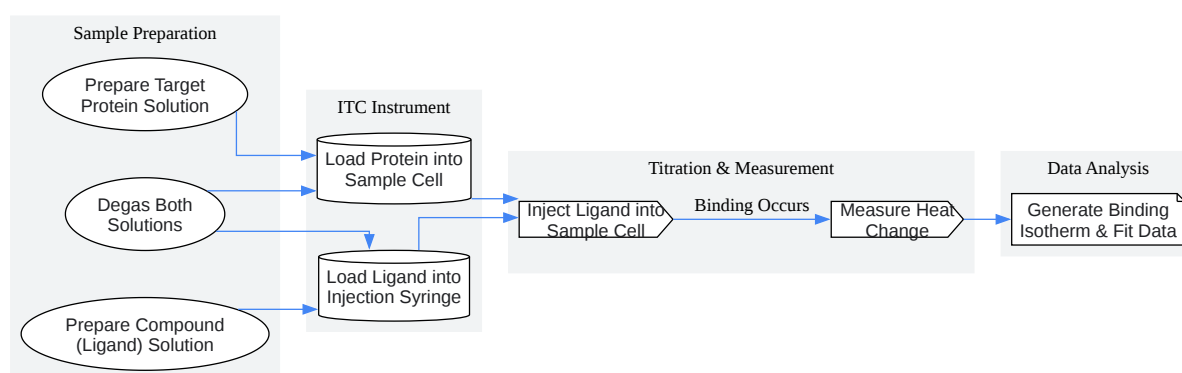 Sample Preparation
Prepare Target
Protein Solution
Degas Both
Solutions
Prepare Compound
(Ligand) Solution
ITC Instrument
Load Protein into
Sample Cell
Load Ligand into
Injection Syringe
Titration & Measurement
Inject Ligand into
Sample Cell
Binding Occurs
Measure Heat
Change
Data Analysis
Generate Binding
Isotherm & Fit Data